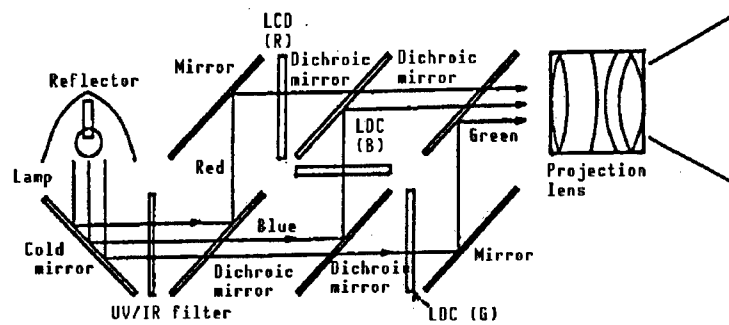 LCD
(R)
Reflector
Mirror
Dichroic
mirror
Dichroic
mirror
LDC
(B)
Green
Projection
lens
Red
Lamp
Blue
Cold
mirror
Dichroic
mirror
Dichroic
mirror
Mirror
UV/IR filter
LDC (G)